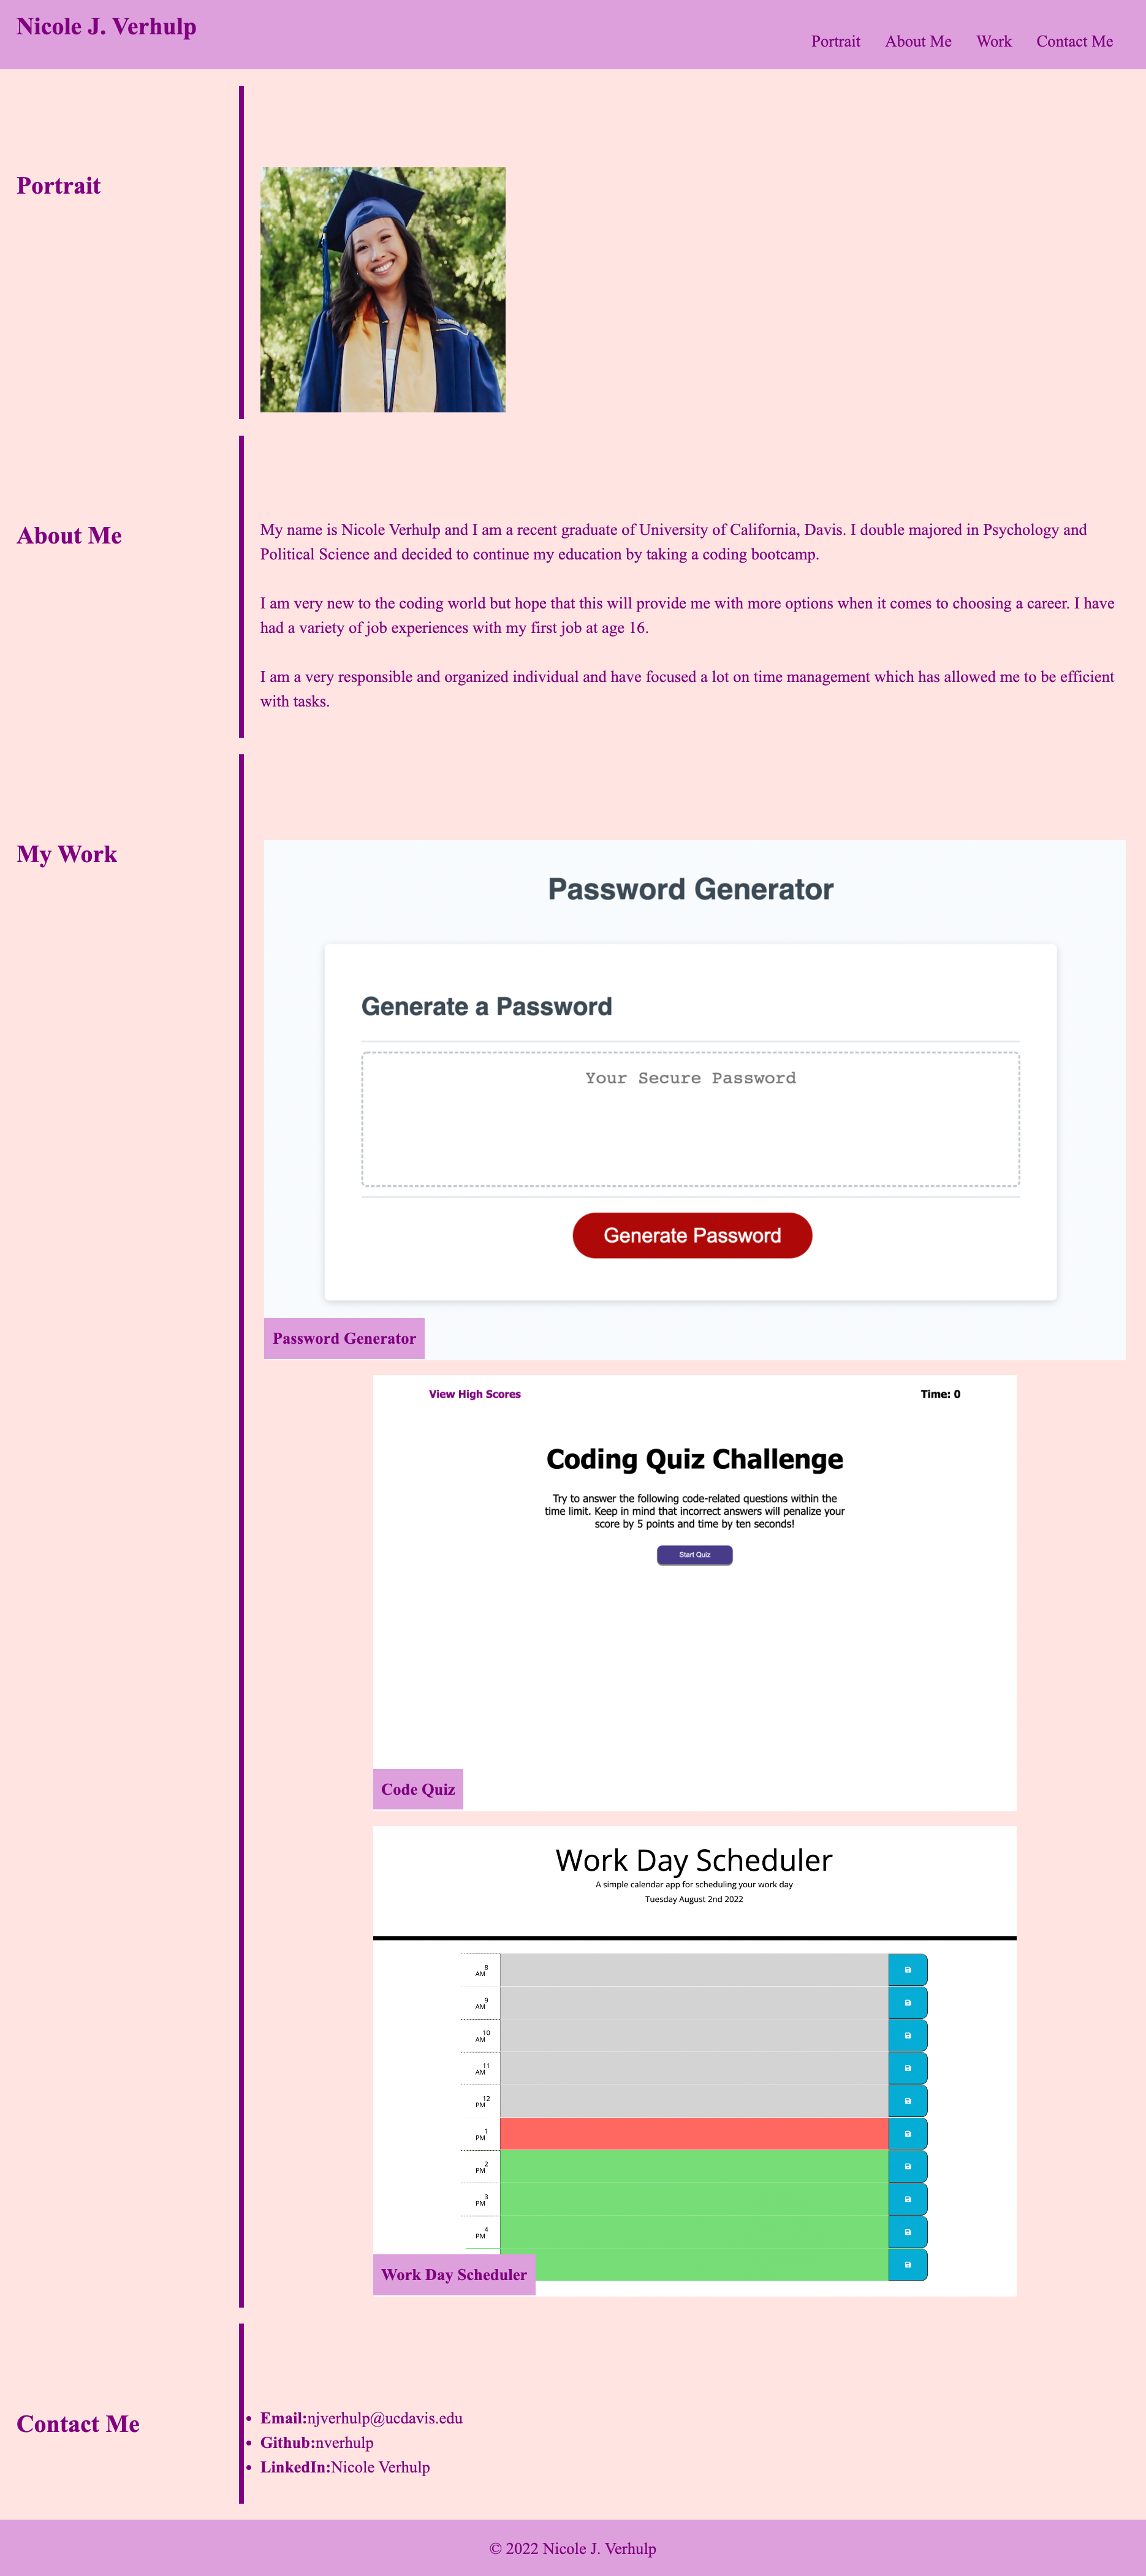 Nicole J. Verhulp
Portrait About Me Work Contact Me
Portrait
About Me
My name is Nicole Verhulp and I am a recent graduate of University of California, Davis. I double majored in Psychology and
Political Science and decided to continue my education by taking a coding bootcamp.
I am very new to the coding world but hope that this will provide me with more options when it comes to choosing a career. I have
had a variety of job experiences with my first job at age 16.
I am a very responsible and organized individual and have focused a lot on time management which has allowed me to be efficient
with tasks.
My Work
Password Generator
Generate a Password
Your Secure Password
Generate Password
Password Generator
View High Scores Time: 0
Coding Quiz Challenge
Try to answer the following code-related questions within the
time limit. Keep in mind that incorrect answers will penalize your
score by 5 points and time by ten seconds!
Start Quiz
Code Quiz
Work Day Scheduler
A simple calendar app for scheduling your work day
Tuesday August 2nd 2022
8
AM
9
AM
10
AM
11
AM
12
PM
1
PM
2
PM
3
PM
4
PM
Work Day Scheduler
Contact Me
• Email:njverhulp@ucdavis.edu
• Github:nverhulp
• LinkedIn:Nicole Verhulp
© 2022 Nicole J. Verhulp